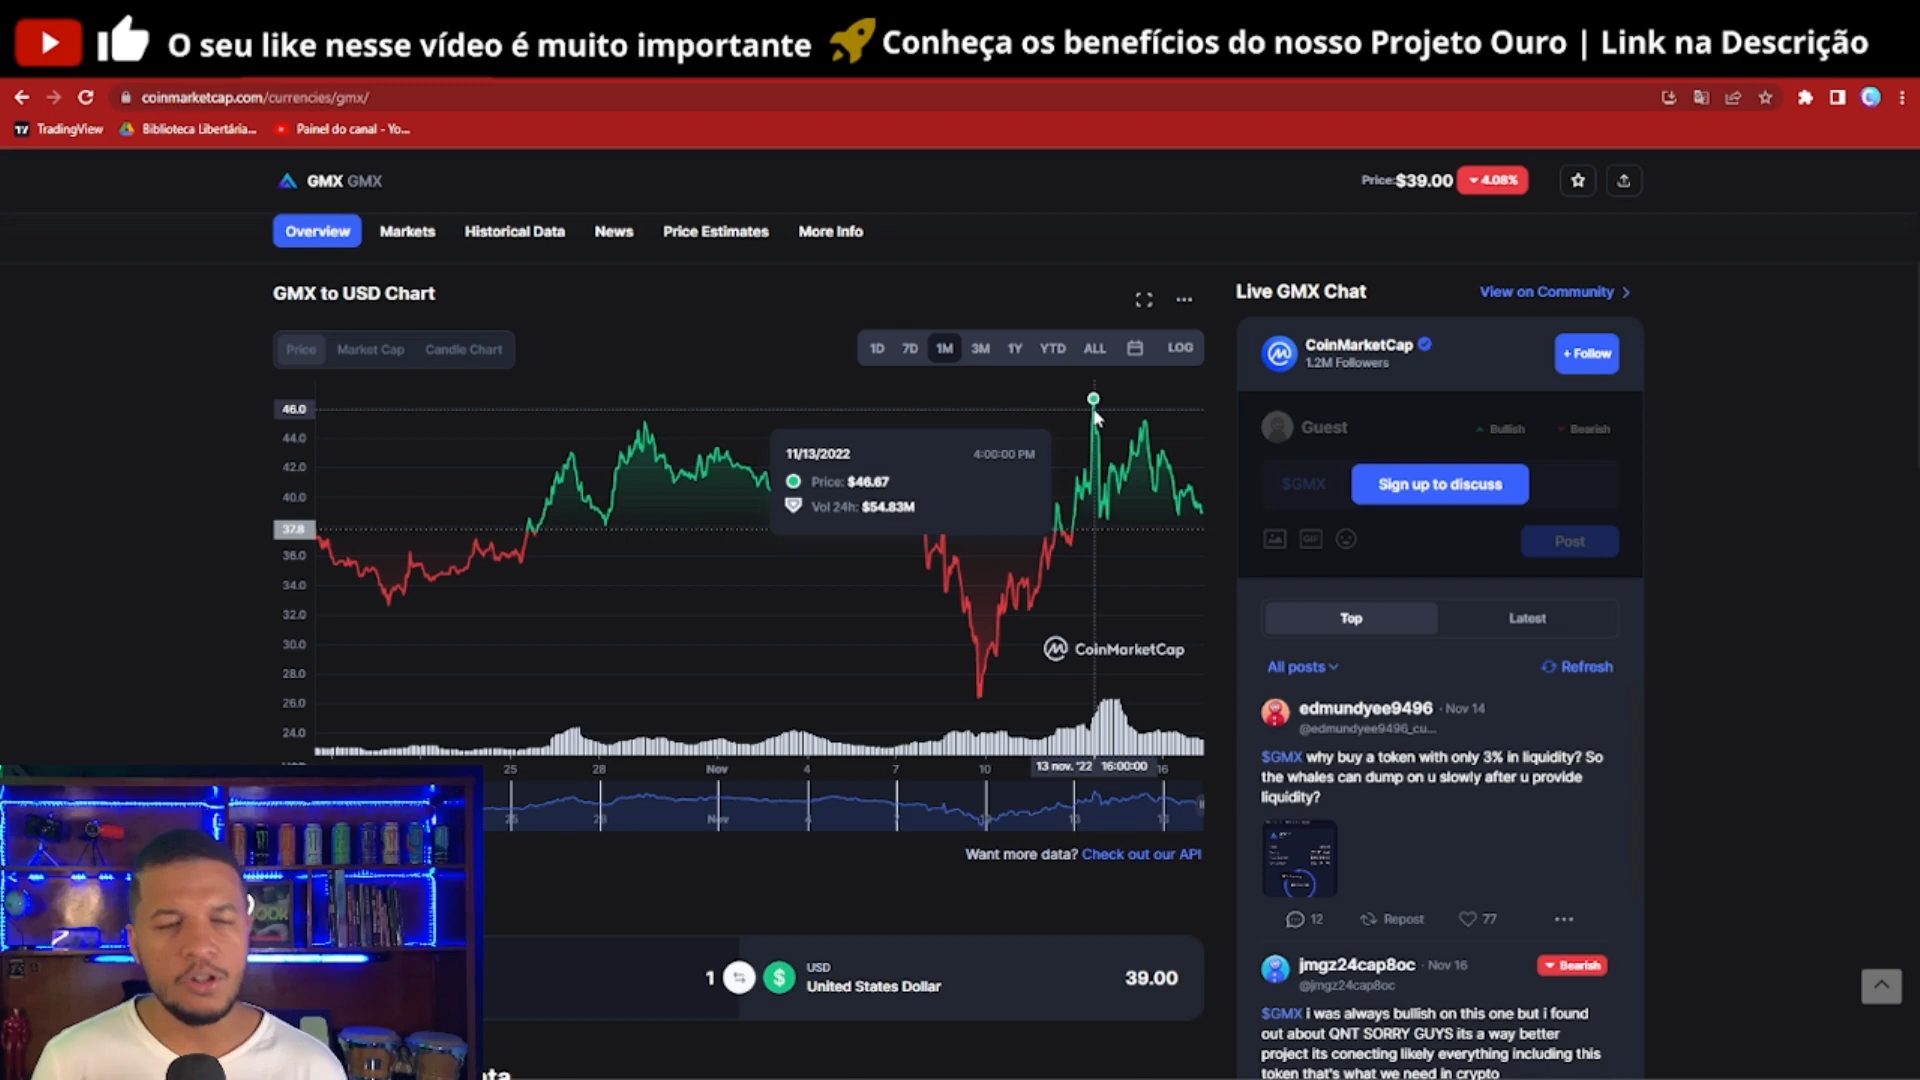 O seu like nesse vídeo é muito importante
Conheça os benefícios do nosso Projeto Ouro | Link na Descrição
coinmarketcap.com/currencies/gmx/
TradingView
Biblioteca Libertária...
Painel do canal - Yo...
GMX GMX
Price:$39.00
4.08%
Overview
Markets
Historical Data
News
Price Estimates
More Info
GMX to USD Chart
Price
Market Cap
Candle Chart
1D
7D
1M
3M
1Y
YTD
ALL
LOG
46.0
44.0
42.0
40.0
37.8
36.0
34.0
32.0
30.0
28.0
26.0
24.0
11/13/2022
4:00:00 PM
Price: $46.67
Vol 24h: $54.83M
CoinMarketCap
25
28
Nov
4
7
10
13 nov. '22 16:00:00
16
25
28
Nov
4
7
10
13
Want more data? Check out our API
1
USD
United States Dollar
39.00
Live GMX Chat
View on Community
CoinMarketCap
1.2M Followers
+ Follow
Guest
Bullish
Bearish
$GMX
Sign up to discuss
GIF
Post
Top
Latest
All posts
Refresh
edmundyee9496 · Nov 14
@edmundyee9496_cu...
$GMX why buy a token with only 3% in liquidity? So
the whales can dump on u slowly after u provide
liquidity?
12
Repost
77
jmgz24cap8oc · Nov 16
Bearish
@jmgz24cap8oc
$GMX i was always bullish on this one but i found
out about QNT SORRY GUYS its a way better
project its conecting likely everything including this
token that's what we need in crypto